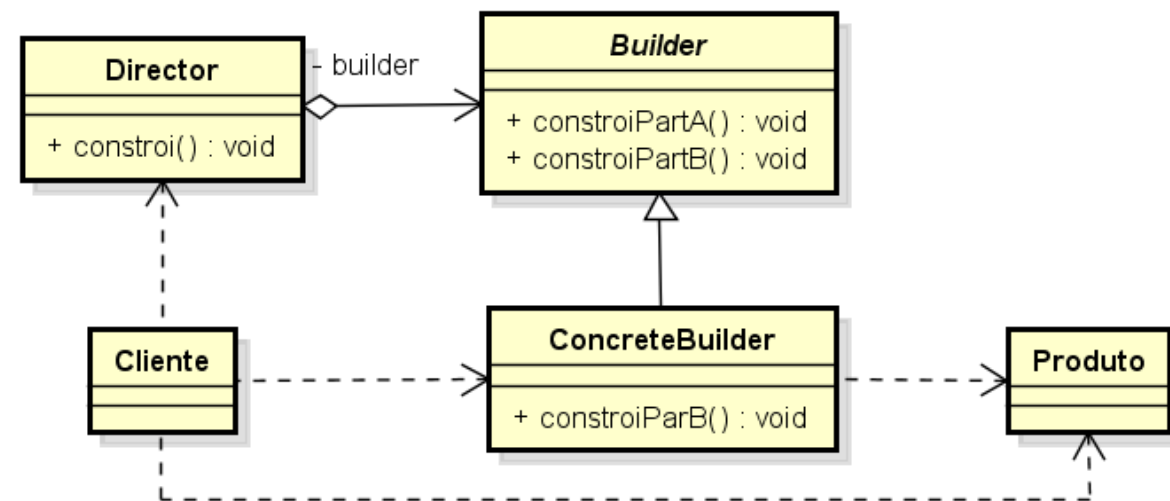 Director
+ constroi() : void
- builder
Builder
+ constroiPartA() : void
+ constroiPartB() : void
Cliente
ConcreteBuilder
+ constroiParB() : void
Produto